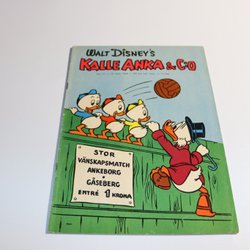 WALT DISNEY'S
KALLE ANKA & C:O
STOR
VÄNSKAPSMATCH
ANKEBORG
•
GÅSEBERG
ENTRÉ 1 KRONA